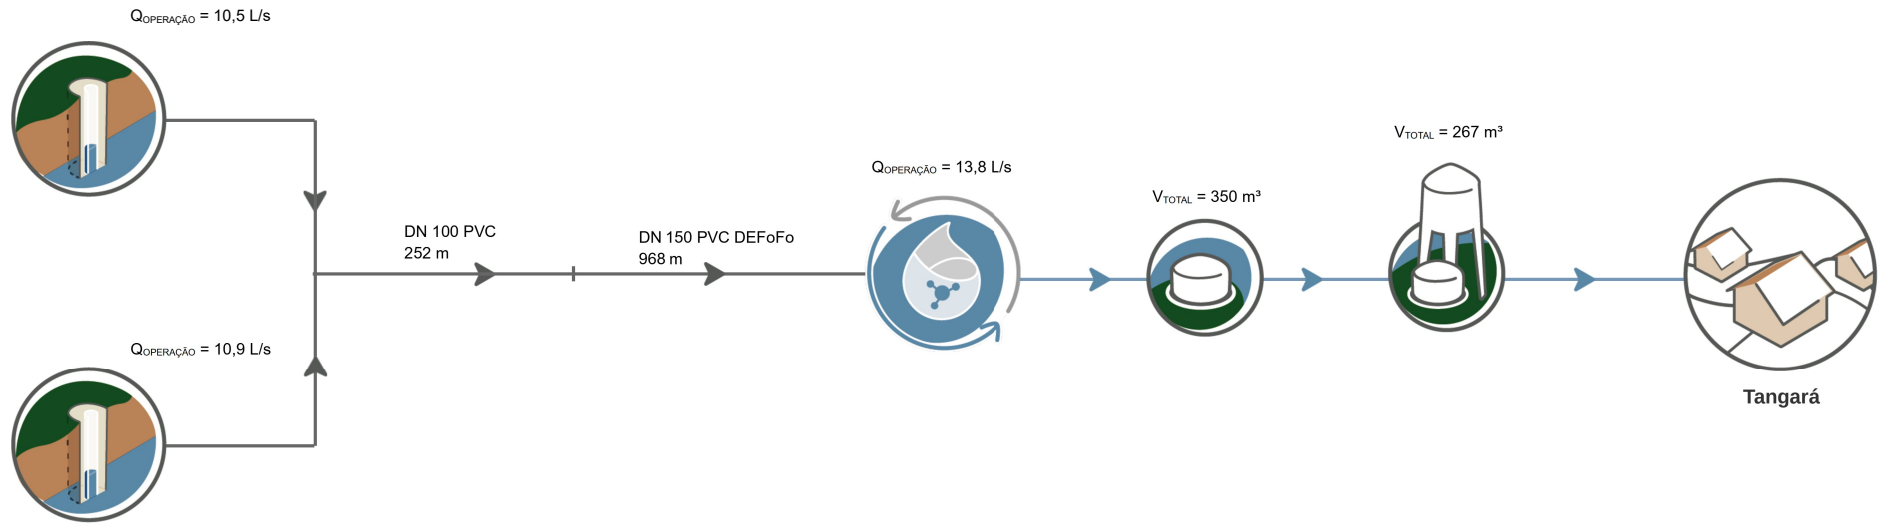 QOPERAÇÃO = 10,5 L/s
DN 100 PVC
252 m
DN 150 PVC DEFoFo
968 m
QOPERAÇÃO = 10,9 L/s
QOPERAÇÃO = 13,8 L/s
VTOTAL = 350 m³
VTOTAL = 267 m³
Tangará